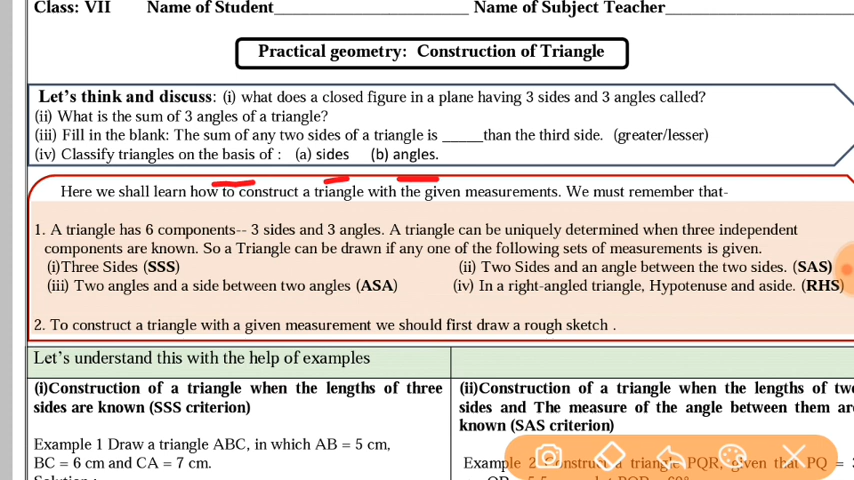 Class: VII Name of Student____________________ Name of Subject Teacher____________________
Practical geometry: Construction of Triangle
Let's think and discuss: (i) what does a closed figure in a plane having 3 sides and 3 angles called?
(ii) What is the sum of 3 angles of a triangle?
(iii) Fill in the blank: The sum of any two sides of a triangle is _____than the third side. (greater/lesser)
(iv) Classify triangles on the basis of : (a) sides (b) angles.
Here we shall learn how to construct a triangle with the given measurements. We must remember that-
1. A triangle has 6 components-- 3 sides and 3 angles. A triangle can be uniquely determined when three independent
components are known. So a Triangle can be drawn if any one of the following sets of measurements is given.
(i)Three Sides (SSS) (ii) Two Sides and an angle between the two sides. (SAS)
(iii) Two angles and a side between two angles (ASA) (iv) In a right-angled triangle, Hypotenuse and aside. (RHS)
2. To construct a triangle with a given measurement we should first draw a rough sketch .
Let's understand this with the help of examples
(i)Construction of a triangle when the lengths of three
sides are known (SSS criterion)
Example 1 Draw a triangle ABC, in which AB = 5 cm,
BC = 6 cm and CA = 7 cm.
(ii)Construction of a triangle when the lengths of two
sides and The measure of the angle between them are
known (SAS criterion)
Example 2 Construct a triangle PQR, given that PQ =